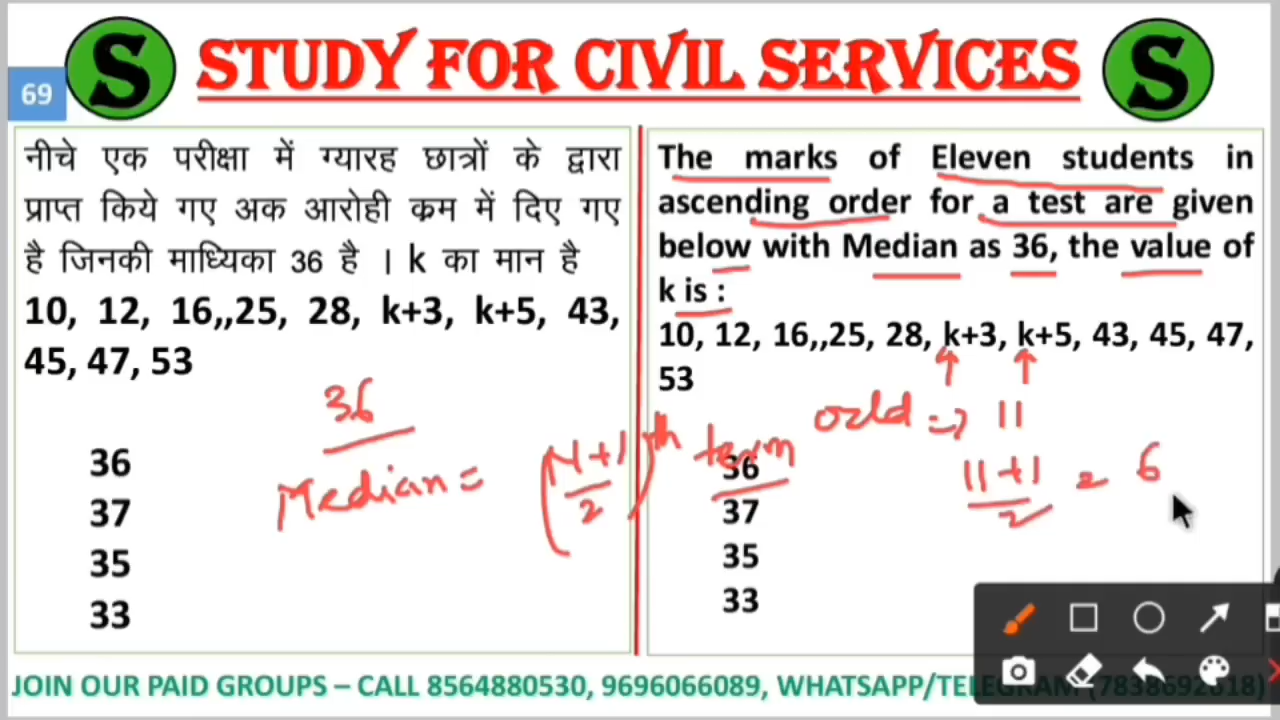 STUDY FOR CIVIL SERVICES
S
S
69
नीचे एक परीक्षा में ग्यारह छात्रों के द्वारा
प्राप्त किये गए अक आरोही क्रम में दिए गए
है जिनकी माध्यिका 36 है । k का मान है
10, 12, 16,,25, 28, k+3, k+5, 43,
45, 47, 53
36
37
35
33
36
Median = (N+1/2)th term
The marks of Eleven students in
ascending order for a test are given
below with Median as 36, the value of
k is :
10, 12, 16,,25, 28, k+3, k+5, 43, 45, 47,
53
odd => 11
11+1/2 = 6
36
37
35
33
JOIN OUR PAID GROUPS – CALL 8564880530, 9696066089, WHATSAPP/TELEGRAM (7838692618)